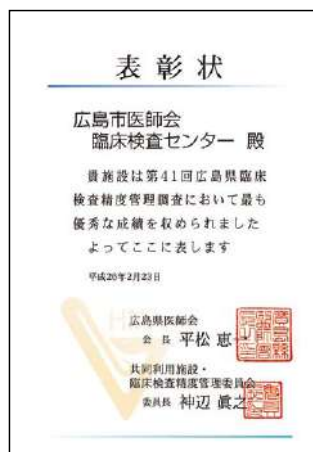 表彰状
広島市医師会
臨床検査センター 殿
貴施設は第41回広島県臨床
検査精度管理調査において最も
優秀な成績を収められました
よってここに表します
平成26年2月23日
広島県医師会
会長 平松恵一
共同利用施設・
臨床検査精度管理委員会
委員長 神辺眞之